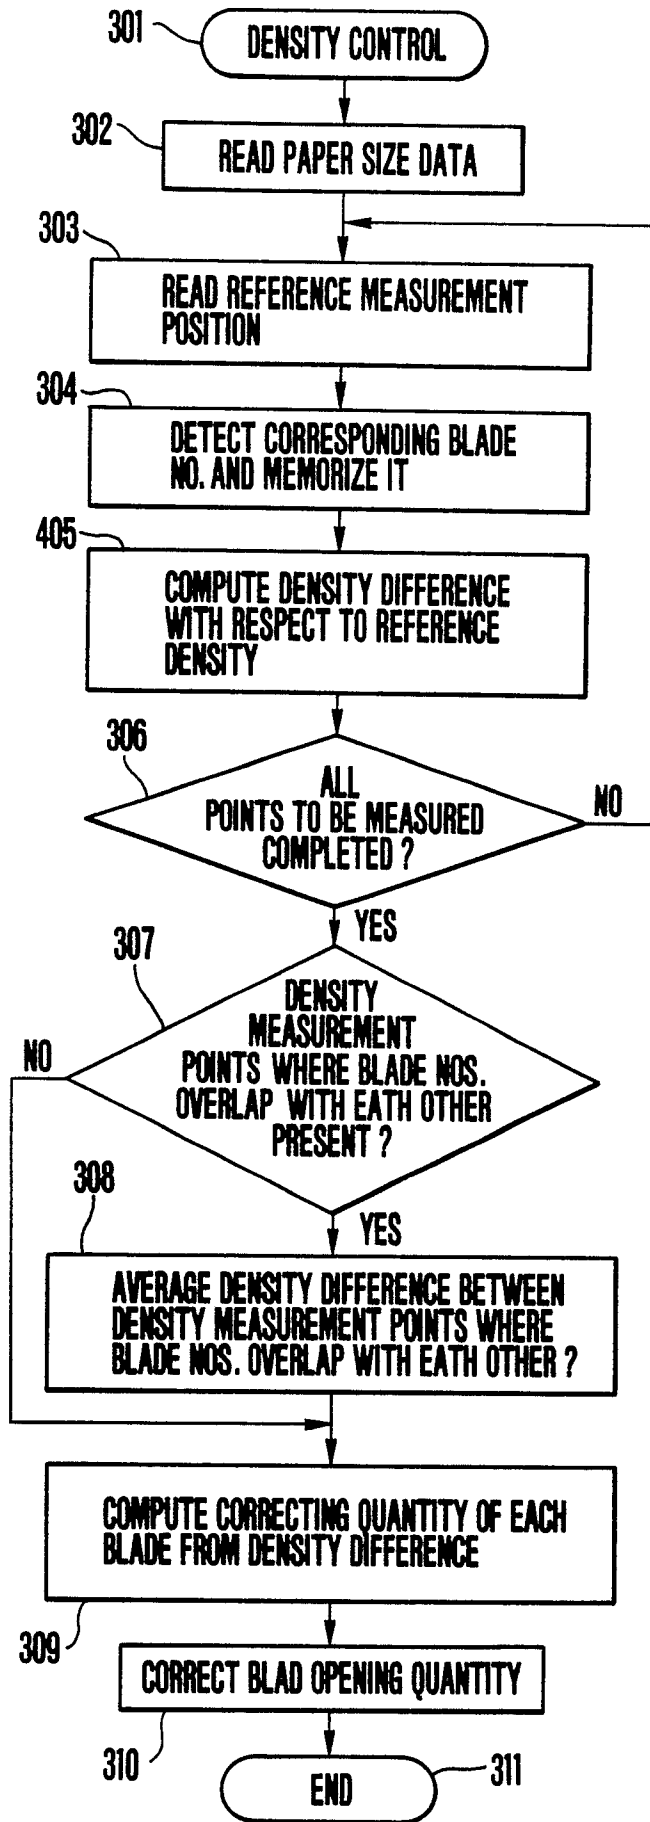 301
DENSITY CONTROL
302
READ PAPER SIZE DATA
303
READ REFERENCE MEASUREMENT
POSITION
304
DETECT CORRESPONDING BLADE
NO. AND MEMORIZE IT
405
COMPUTE DENSITY DIFFERENCE
WITH RESPECT TO REFERENCE
DENSITY
306
ALL
POINTS TO BE MEASURED
COMPLETED ?
NO
YES
307
DENSITY
MEASUREMENT
POINTS WHERE BLADE NOS.
OVERLAP WITH EATH OTHER
PRESENT ?
NO
YES
308
AVERAGE DENSITY DIFFERENCE BETWEEN
DENSITY MEASUREMENT POINTS WHERE
BLADE NOS. OVERLAP WITH EATH OTHER ?
COMPUTE CORRECTING QUANTITY OF EACH
BLADE FROM DENSITY DIFFERENCE
309
CORRECT BLAD OPENING QUANTITY
310
END
311